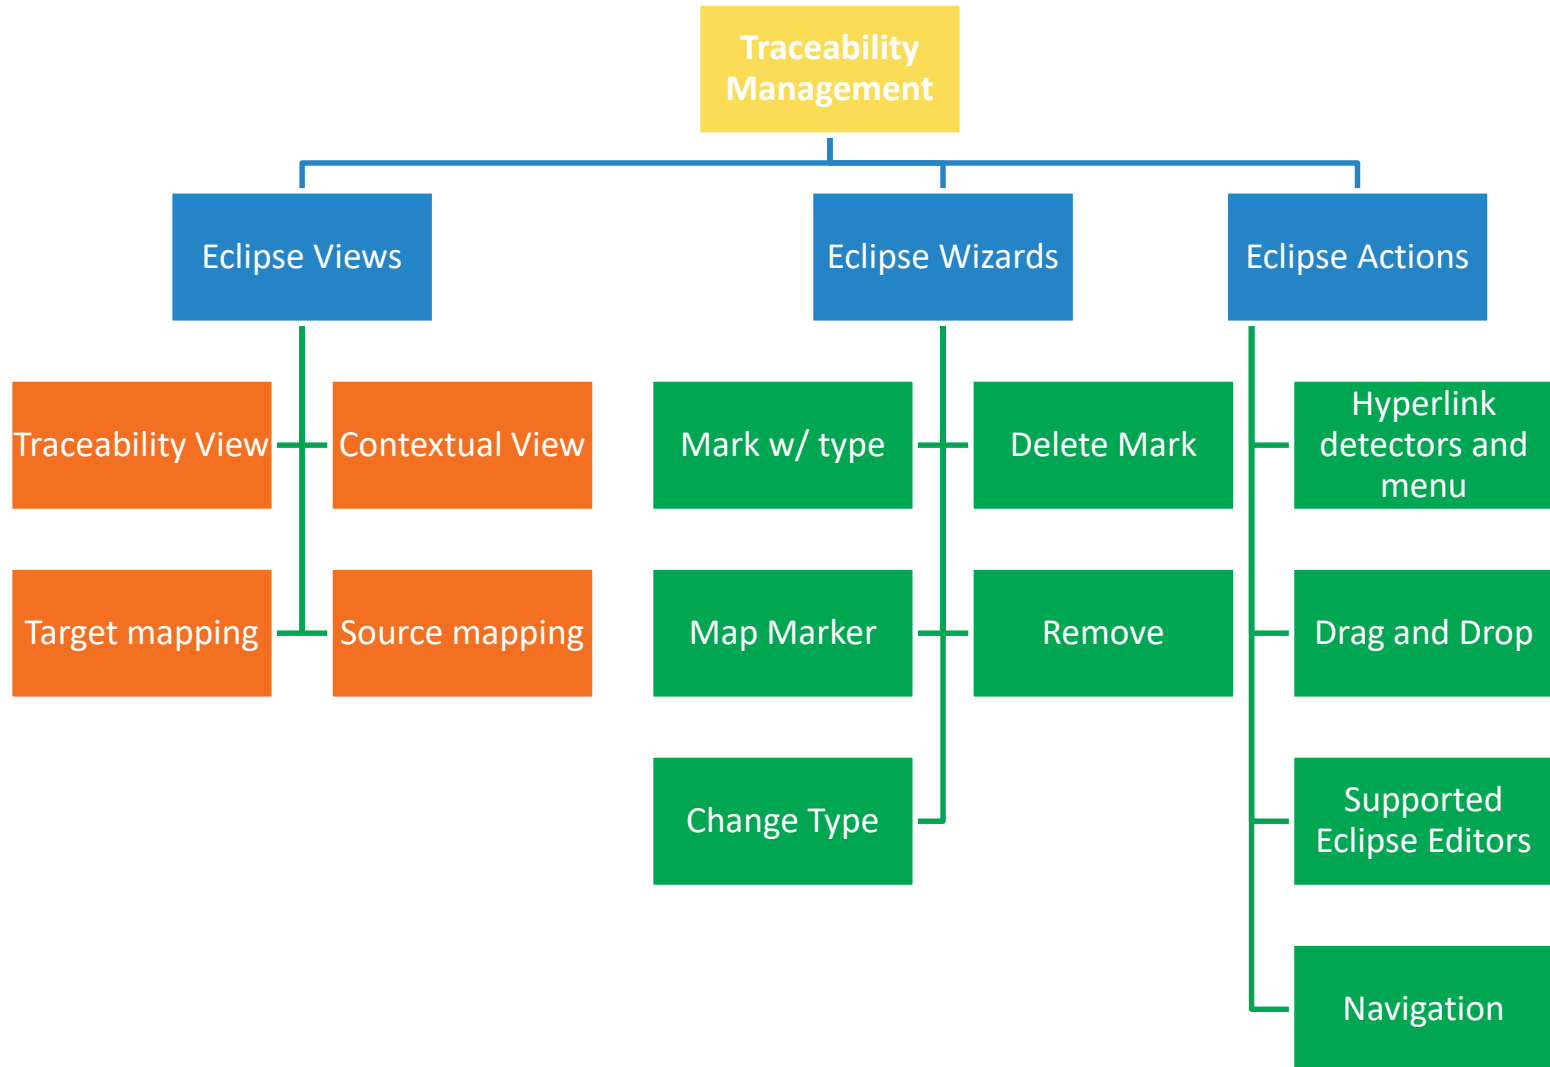 Traceability
Management
Eclipse Views
Eclipse Wizards
Eclipse Actions
Traceability View
Contextual View
Mark w/ type
Delete Mark
Hyperlink
detectors and
menu
Target mapping
Source mapping
Map Marker
Remove
Drag and Drop
Change Type
Supported
Eclipse Editors
Navigation